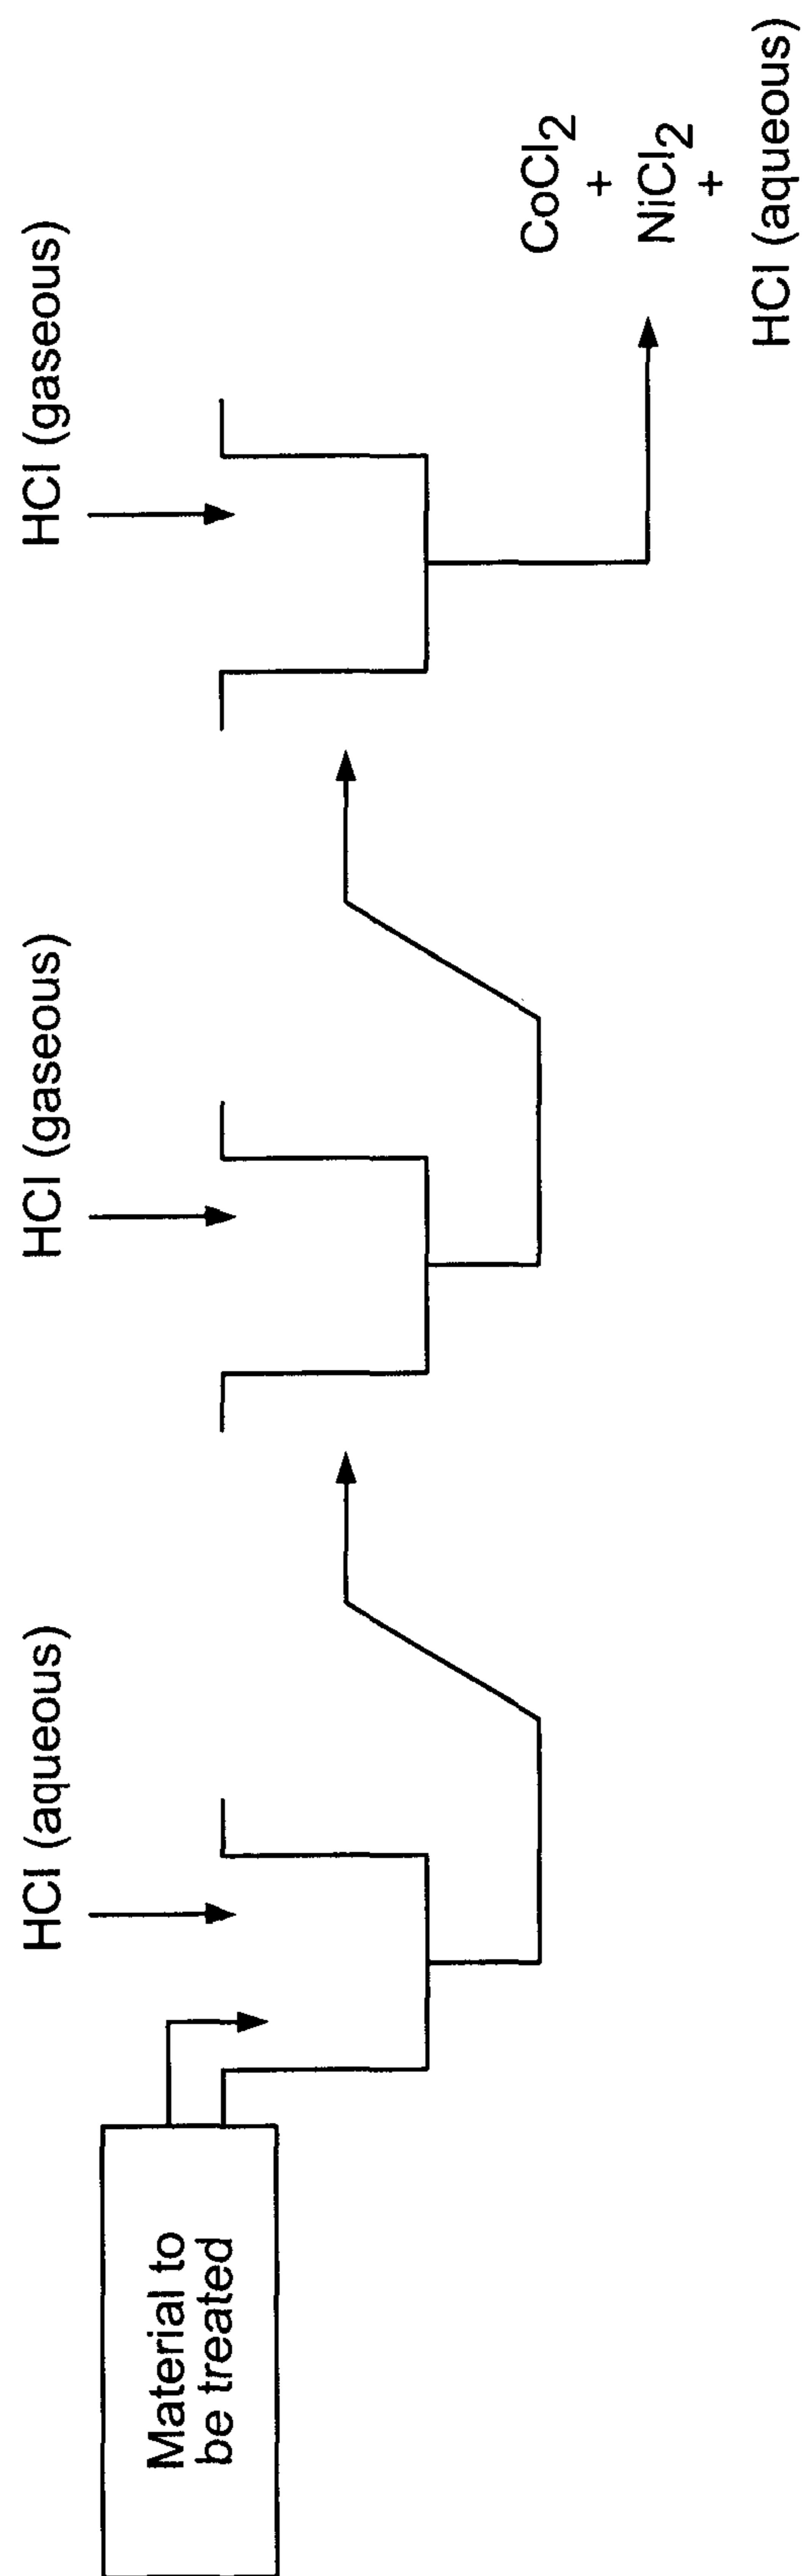 Material to
be treated
HCl (aqueous)
HCl (gaseous)
HCl (gaseous)
CoCl2
+
NiCl2
+
HCl (aqueous)